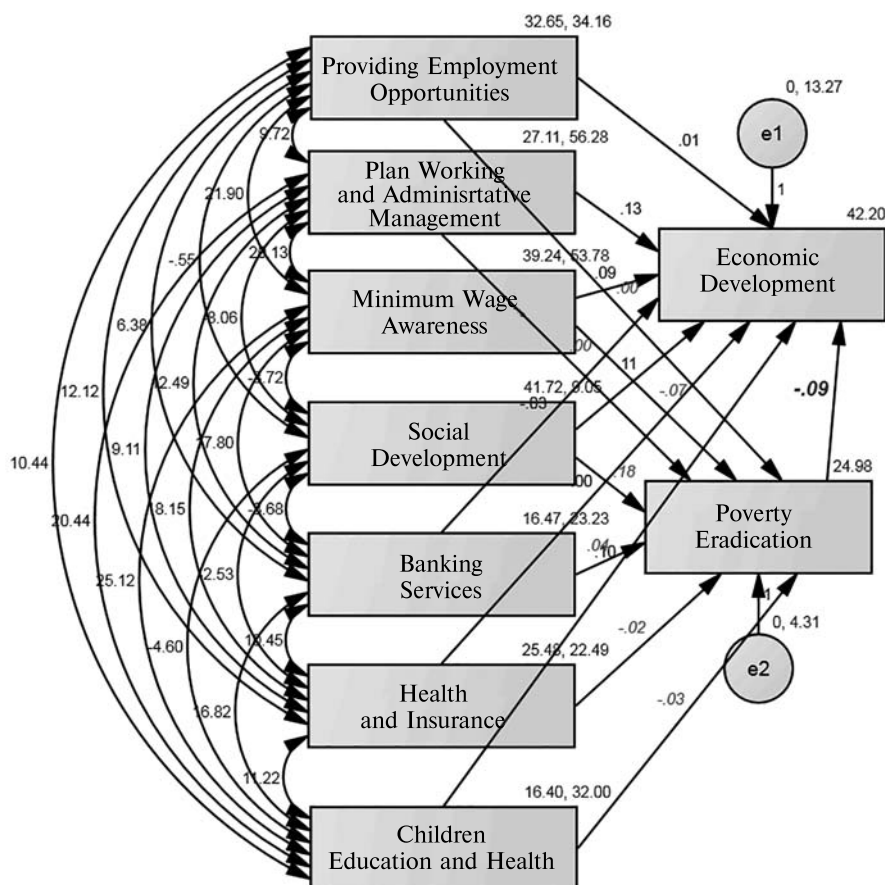 32.65, 34.16
Providing Employment
Opportunities
0, 13.27
e1
1
9.72
27.11, 56.28
.01
Plan Working
and Adminisrtative
Management
21.90
.13
42.20
Economic
Development
39.24, 53.78
.09
.00
-.55
Minimum Wage
Awareness
6.38
8.06
-.07
11
-.09
12.12
41.72, 9.05
-.03
Social
Development
17.80
9.11
10.44
.18
24.98
Poverty
Eradication
16.47, 23.23
.04
.10
20.44
8.15
Banking
Services
2.53
25.12
1
0, 4.31
e2
-.02
25.48, 22.49
-4.60
Health
and Insurance
-.03
16.82
11.22
16.40, 32.00
Children
Education and Health